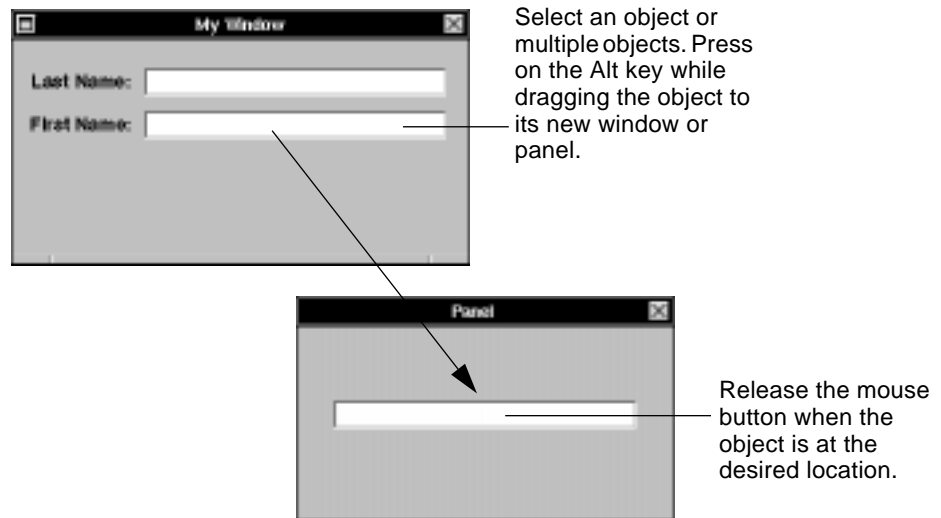 My Window
Last Name:
First Name:
Select an object or
multiple objects. Press
on the Alt key while
dragging the object to
its new window or
panel.
Panel
Release the mouse
button when the
object is at the
desired location.